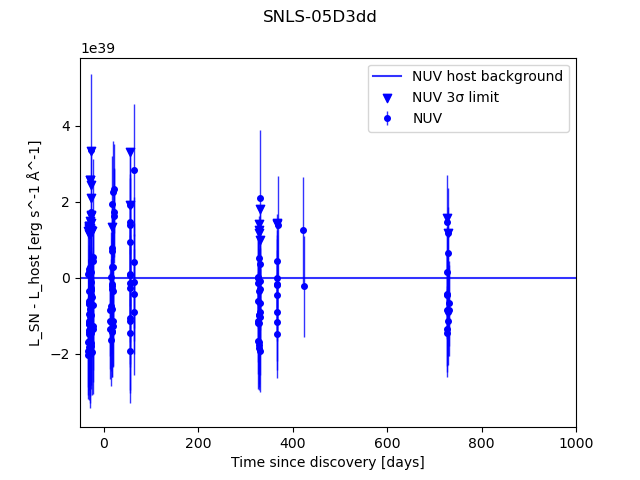 SNLS-05D3dd
1e39
NUV host background
NUV 3σ limit
NUV
L_SN - L_host [erg s^-1 Å^-1]
4
2
0
−2
0 200 400 600 800 1000
Time since discovery [days]